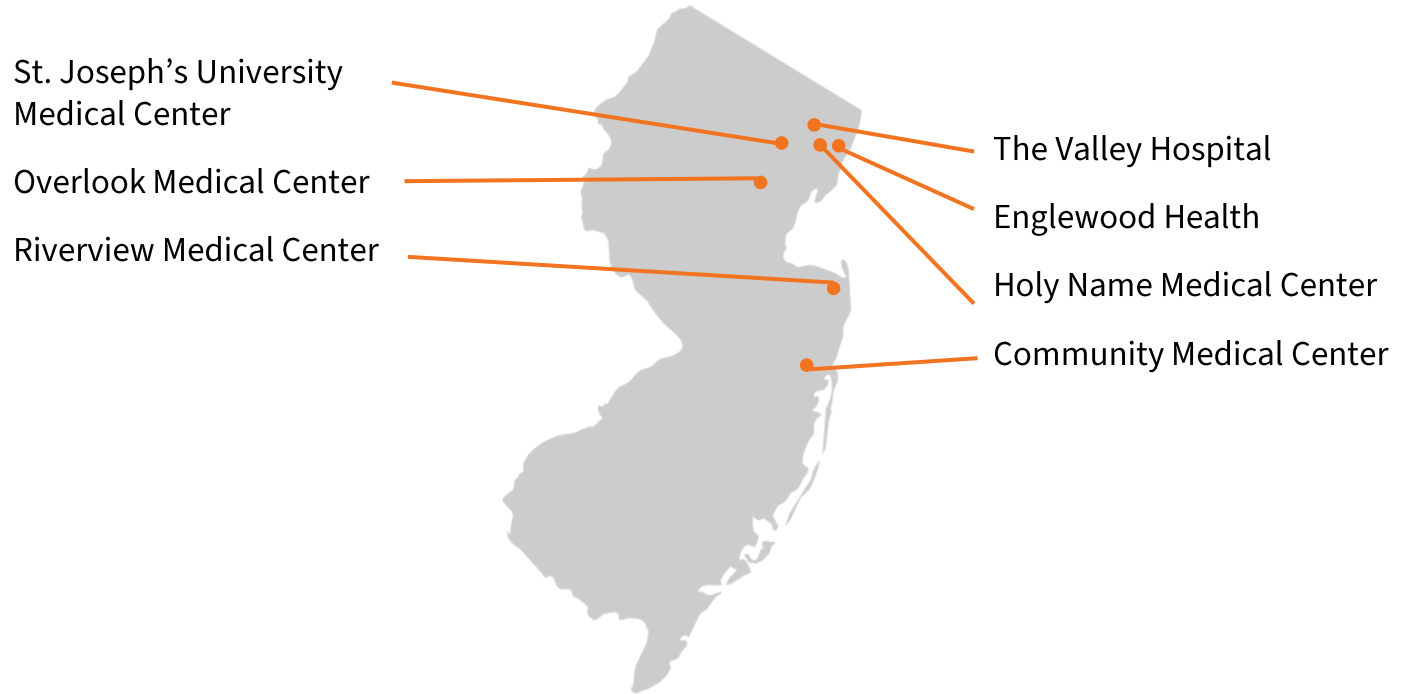 St. Joseph’s University
Medical Center
Overlook Medical Center
Riverview Medical Center
The Valley Hospital
Englewood Health
Holy Name Medical Center
Community Medical Center